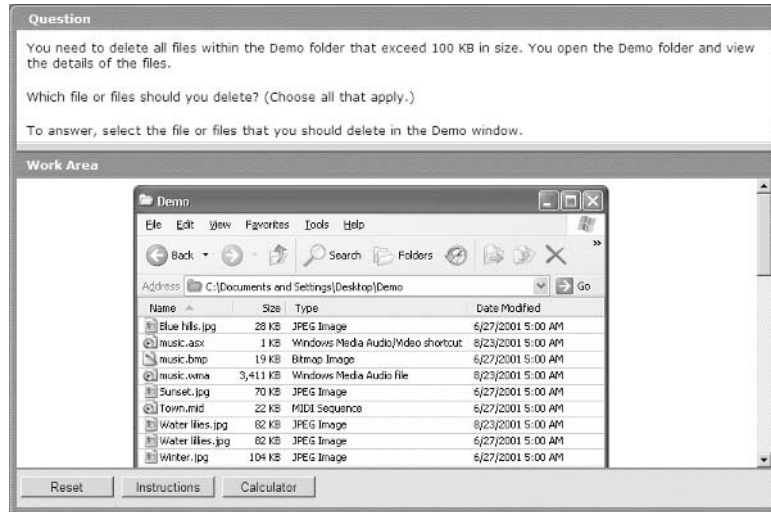 Question
You need to delete all files within the Demo folder that exceed 100 KB in size. You open the Demo folder and view
the details of the files.
Which file or files should you delete? (Choose all that apply.)
To answer, select the file or files that you should delete in the Demo window.
Work Area
Demo
File Edit View Favorites Tools Help
Back Search Folders »
Address C:\Documents and Settings\Desktop\Demo Go
Name Size Type Date Modified
Blue hills.jpg 28 KB JPEG Image 6/27/2001 5:00 AM
music.asx 1 KB Windows Media Audio/Video shortcut 8/23/2001 5:00 AM
music.bmp 19 KB Bitmap Image 6/27/2001 5:00 AM
music.wma 3,411 KB Windows Media Audio file 8/23/2001 5:00 AM
Sunset.jpg 70 KB JPEG Image 6/27/2001 5:00 AM
Town.mid 22 KB MIDI Sequence 6/27/2001 5:00 AM
Water lilies.jpg 82 KB JPEG Image 8/23/2001 5:00 AM
Water lillies.jpg 82 KB JPEG Image 6/27/2001 5:00 AM
Winter.jpg 104 KB JPEG Image 6/27/2001 5:00 AM
Reset Instructions Calculator